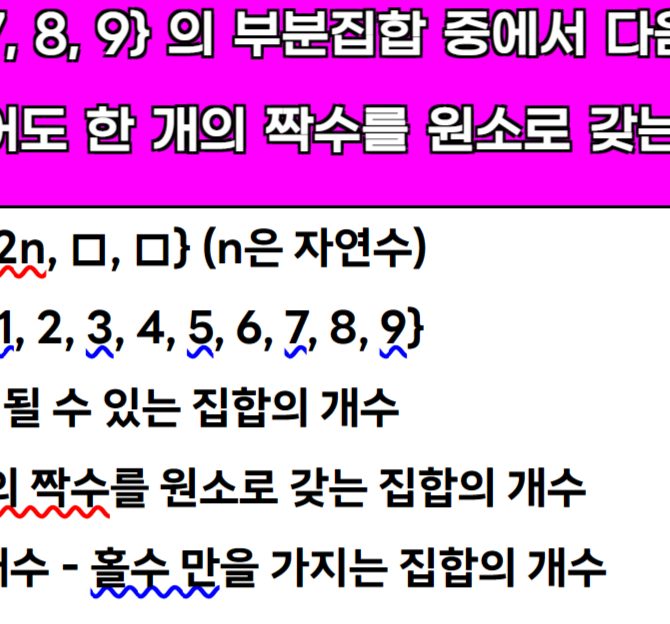 , 8, 9} 의 부분집합 중에서 다음
어도 한 개의 짝수를 원소로 갖는
2n, □, □} (n은 자연수)
1, 2, 3, 4, 5, 6, 7, 8, 9}
될 수 있는 집합의 개수
의 짝수를 원소로 갖는 집합의 개수
개수 - 홀수 만을 가지는 집합의 개수